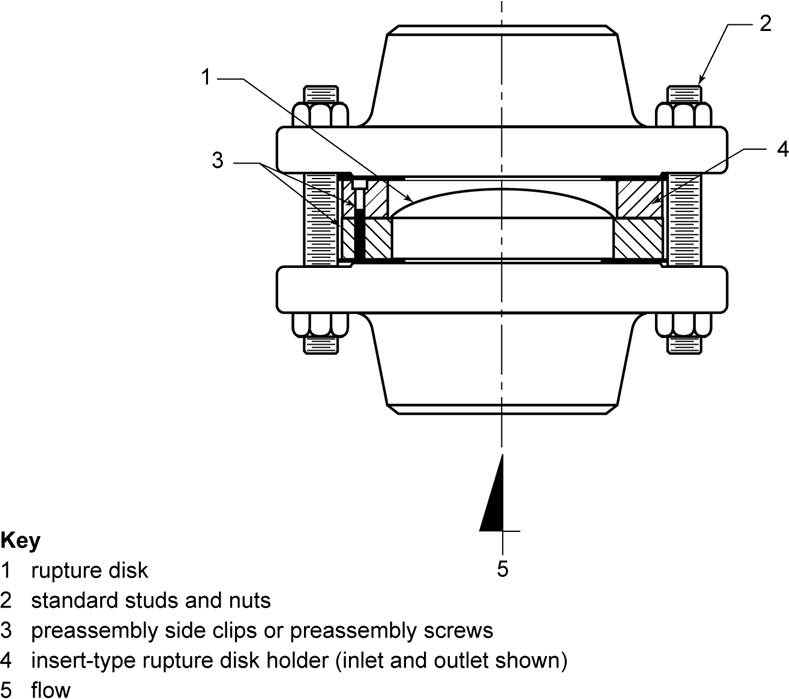 2
1
4
3
5
Key
1 rupture disk
2 standard studs and nuts
3 preassembly side clips or preassembly screws
4 insert-type rupture disk holder (inlet and outlet shown)
5 flow